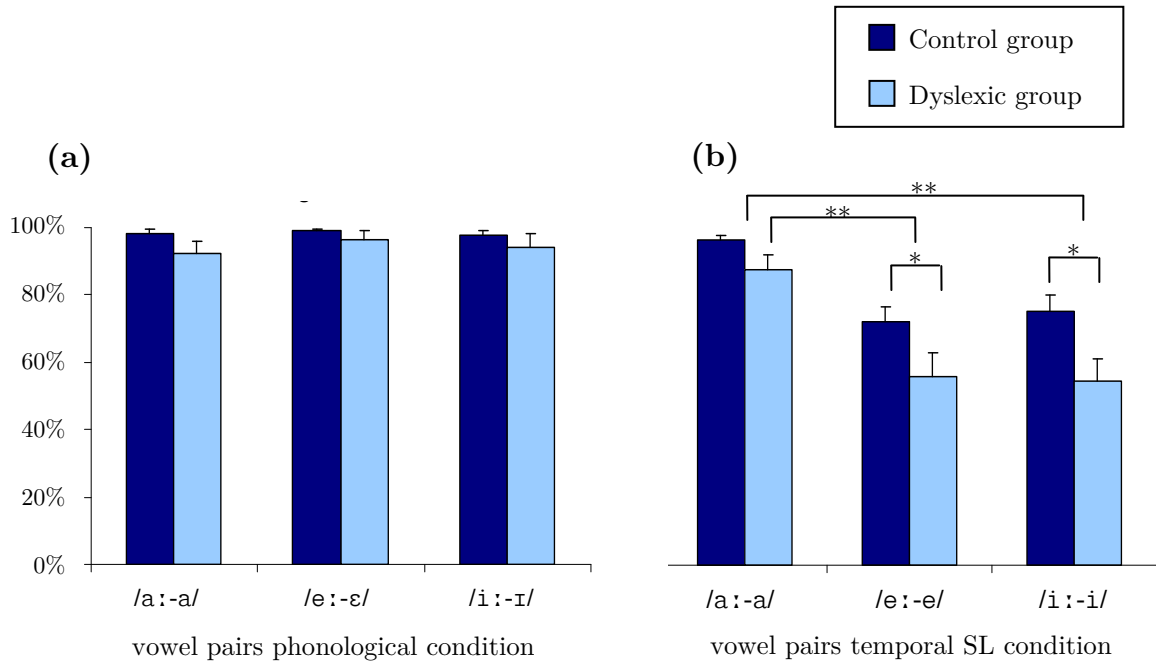 Control group
Dyslexic group
(a)
(b)
100%
80%
60%
40%
20%
0%
/aː-a/
/eː-ɛ/
/iː-ɪ/
vowel pairs phonological condition
**
**
*
*
/aː-a/
/eː-e/
/iː-i/
vowel pairs temporal SL condition